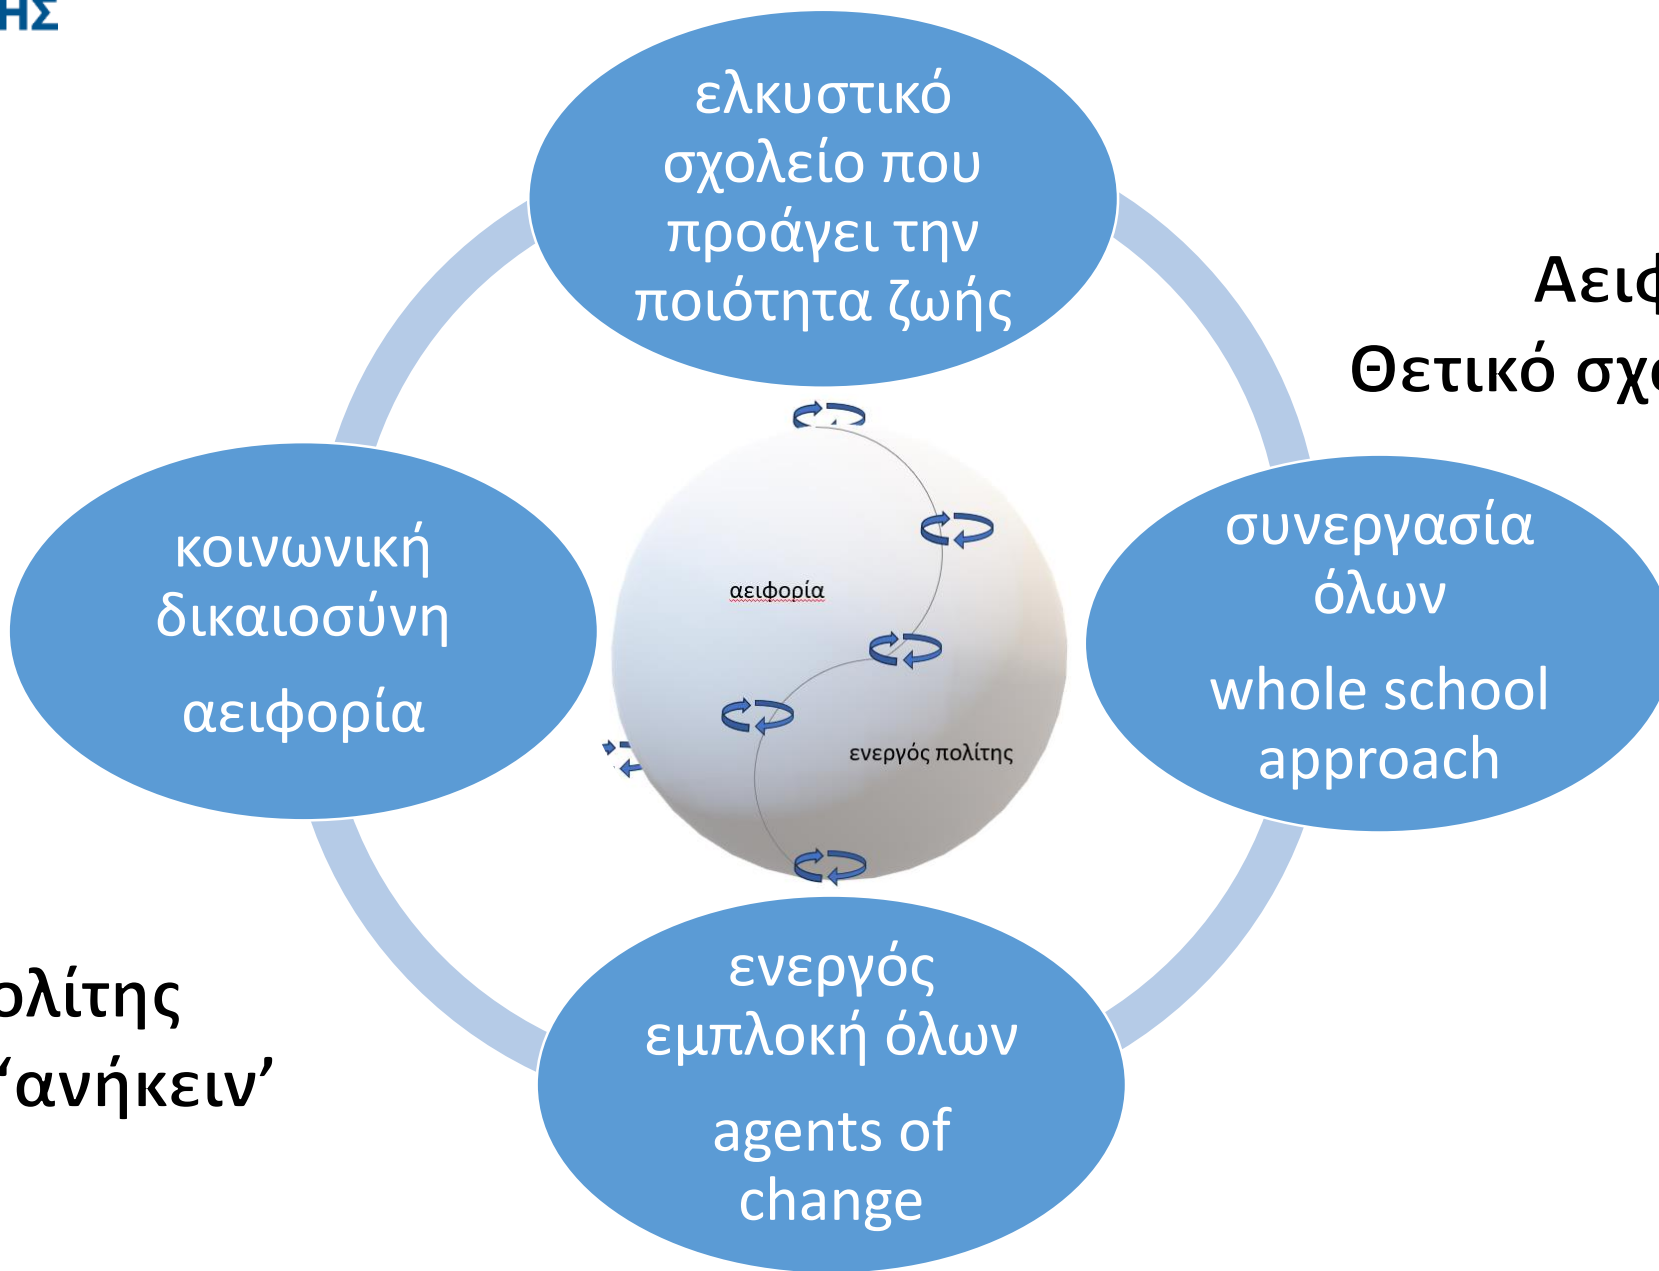 ΗΣ
ελκυστικό
σχολείο που
προάγει την
ποιότητα ζωής
Αειφ
Θετικό σχο
συνεργασία
όλων
whole school
approach
κοινωνική
δικαιοσύνη
αειφορία
αειφορία
ενεργός πολίτης
ολίτης
‘ανήκειν’
ενεργός
εμπλοκή όλων
agents of
change